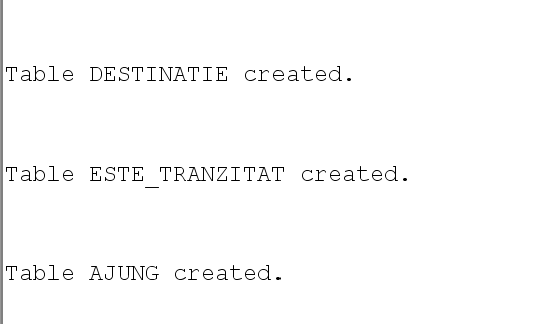 Table DESTINATIE created.
Table ESTE_TRANZITAT created.
Table AJUNG created.